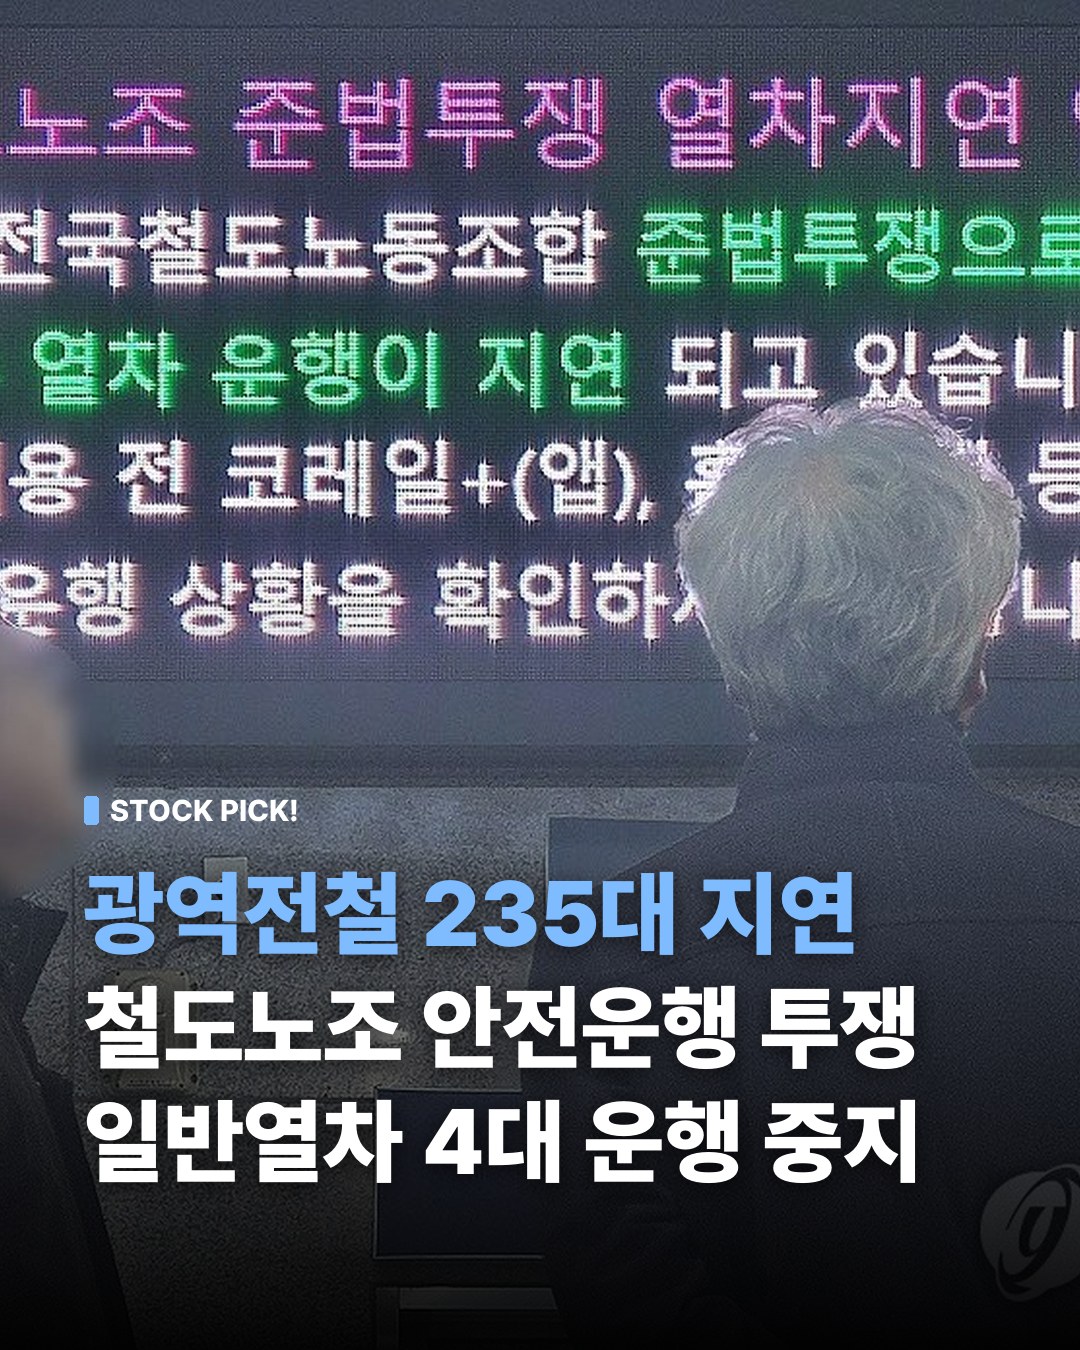 노조 준법투쟁 열차지연
전국철도노동조합 준법투쟁으로
열차 운행이 지연 되고 있습니
용 전 코레일+(앱), 등
운행 상황을 확인하시
STOCK PICK!
광역전철 235대 지연
철도노조 안전운행 투쟁
일반열차 4대 운행 중지